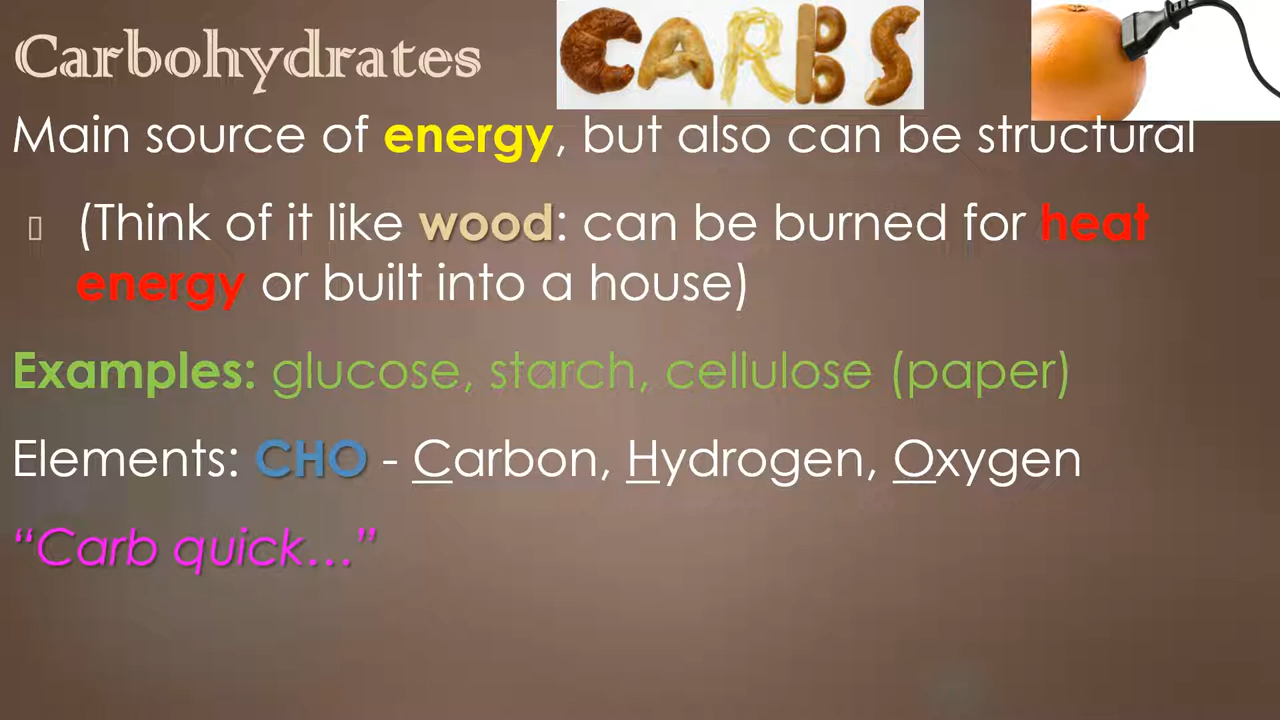 Carbohydrates
CARBS
Main source of energy, but also can be structural
(Think of it like wood: can be burned for heat
energy or built into a house)
Examples: glucose, starch, cellulose (paper)
Elements: CHO - Carbon, Hydrogen, Oxygen
“Carb quick…”